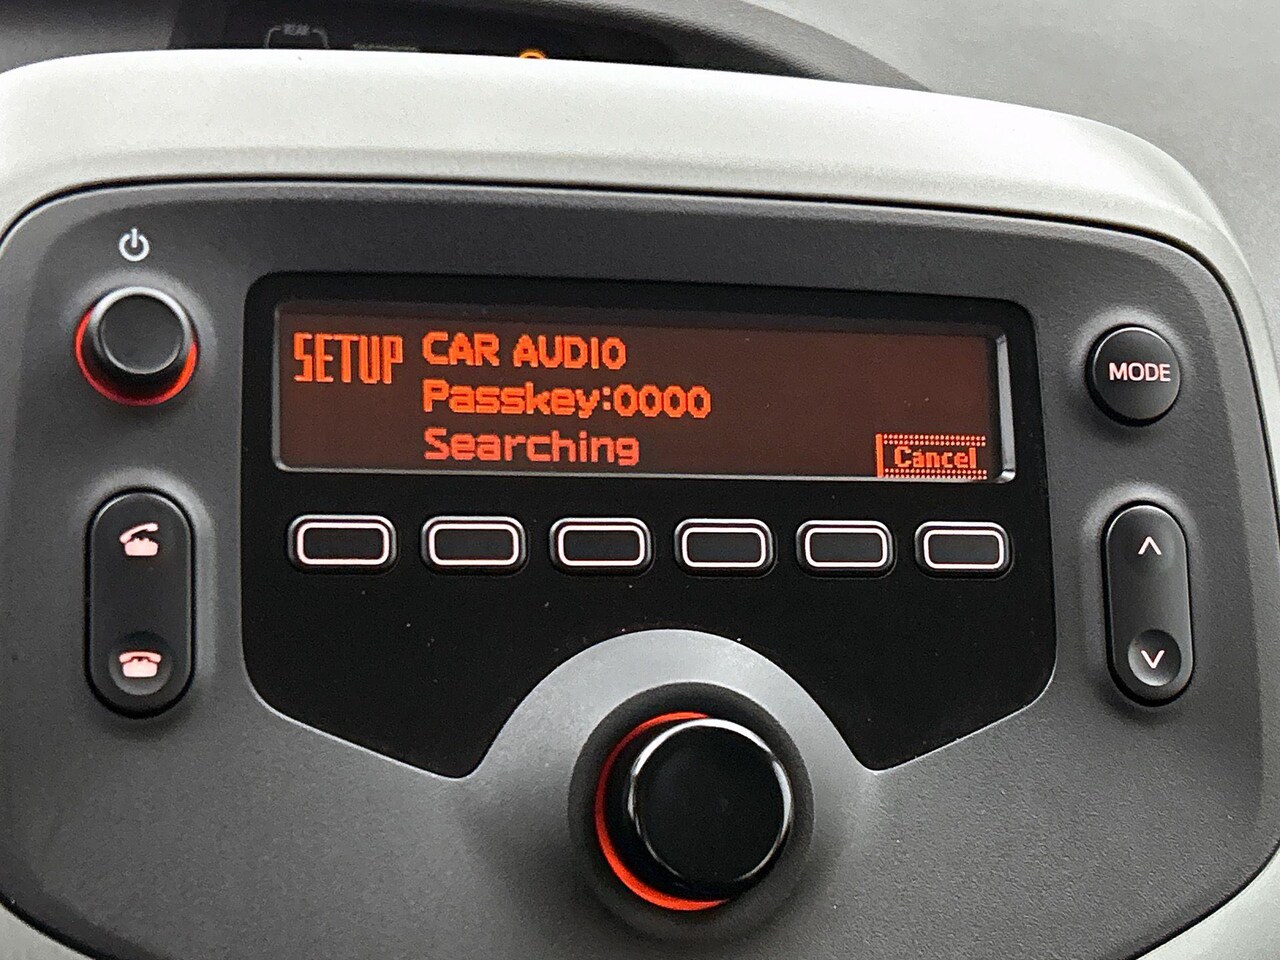 SETUP CAR AUDIO
Passkey:0000
Searching
Cancel
MODE